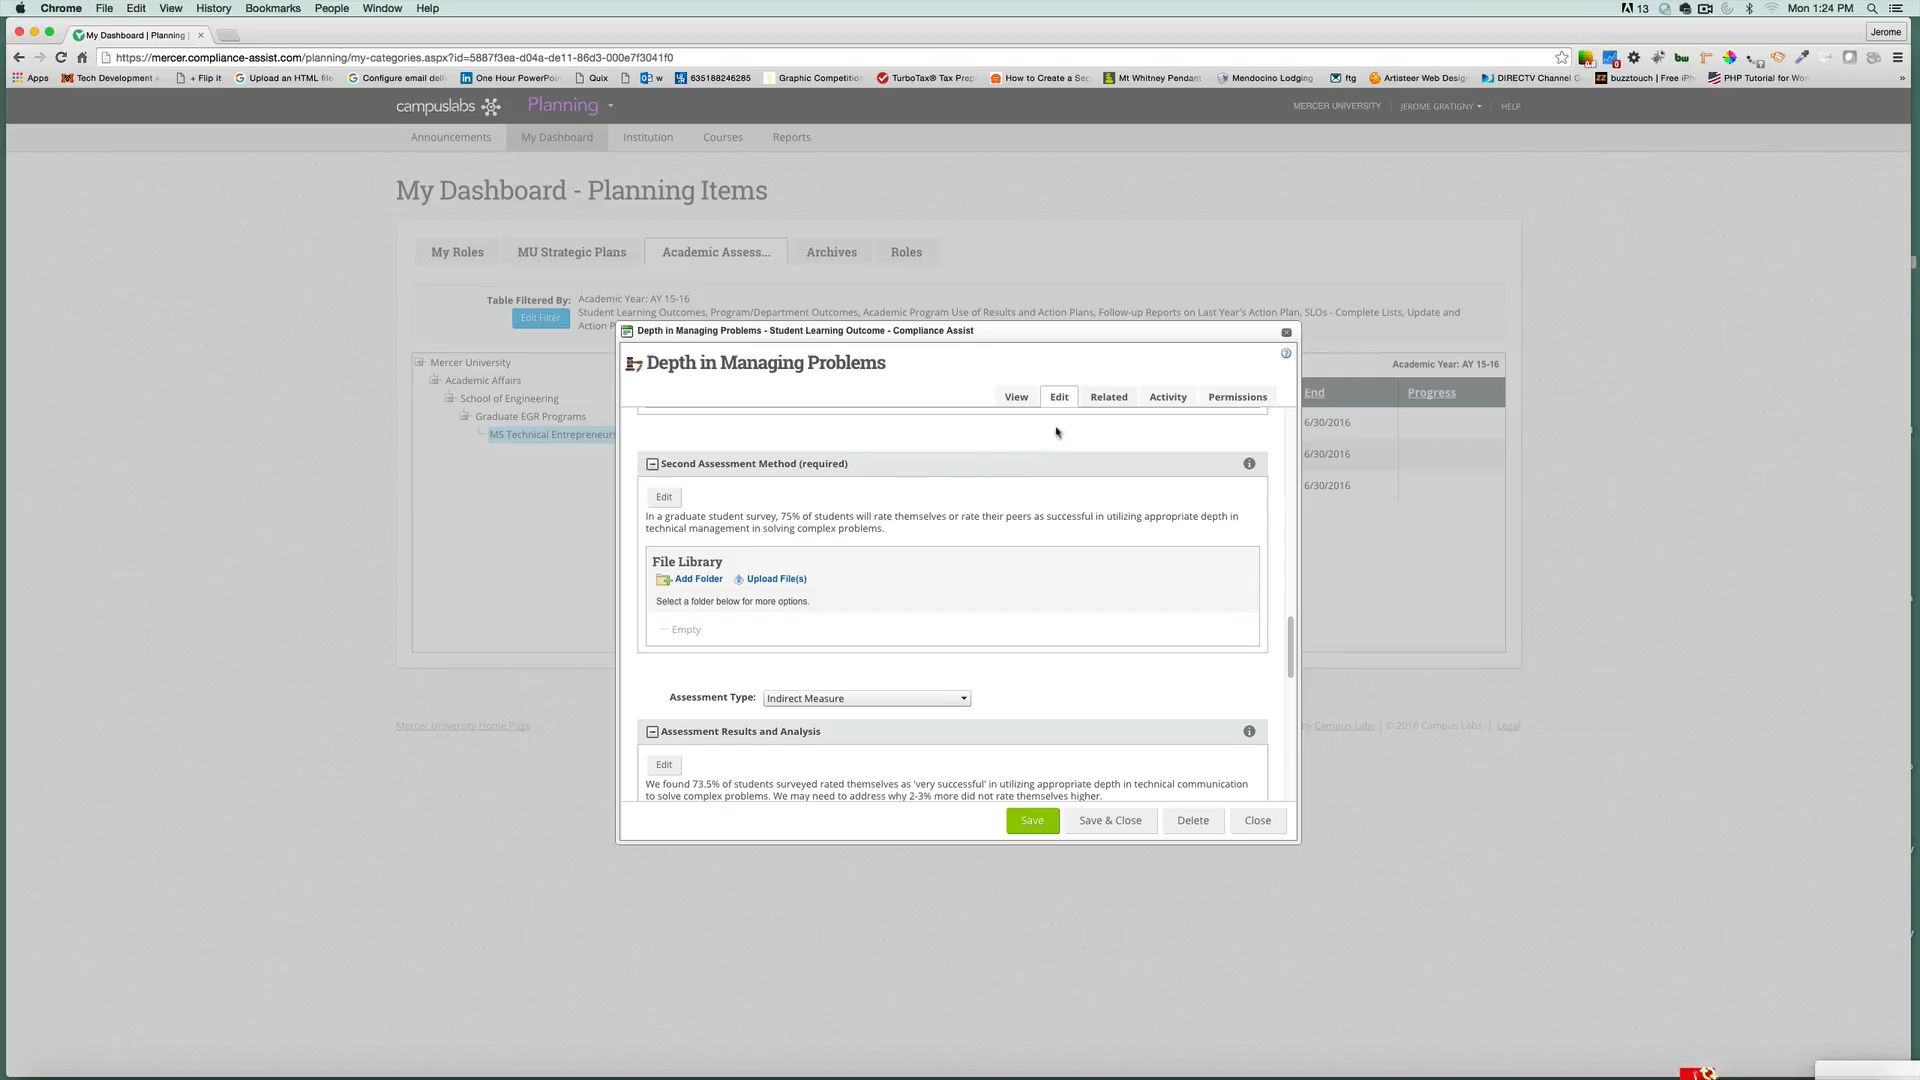 Chrome File Edit View History Bookmarks People Window Help
13 Mon 1:24 PM
My Dashboard | Planning |
Jerome
https://mercer.compliance-assist.com/planning/my-categories.aspx?id=5887f3ea-d04a-de11-86d3-000e7f3041f0
Apps Tech Development + Flip it Upload an HTML file Configure email deli One Hour PowerPoin Quix w 635188246285 Graphic Competition TurboTax® Tax Prep How to Create a Sep Mt Whitney Pendant Mendocino Lodging ftg Artisteer Web Design DIRECTV Channel G buzztouch | Free iPh PHP Tutorial for Wor »
campuslabs Planning
MERCER UNIVERSITY JEROME GRATIGNY HELP
Announcements My Dashboard Institution Courses Reports
My Dashboard - Planning Items
My Roles MU Strategic Plans Academic Assess... Archives Roles
Table Filtered By: Academic Year: AY 15-16
Edit Filter Student Learning Outcomes, Program/Department Outcomes, Academic Program Use of Results and Action Plans, Follow-up Reports on Last Year's Action Plan, SLOs - Complete Lists, Update and
Action P
Mercer University
Academic Affairs
School of Engineering
Graduate EGR Programs
MS Technical Entrepreneurs
Academic Year: AY 15-16
End Progress
6/30/2016
6/30/2016
6/30/2016
Depth in Managing Problems - Student Learning Outcome - Compliance Assist
Depth in Managing Problems
View Edit Related Activity Permissions
Second Assessment Method (required)
Edit
In a graduate student survey, 75% of students will rate themselves or rate their peers as successful in utilizing appropriate depth in
technical management in solving complex problems.
File Library
Add Folder Upload File(s)
Select a folder below for more options.
Empty
Assessment Type: Indirect Measure
Assessment Results and Analysis
Edit
We found 73.5% of students surveyed rated themselves as 'very successful' in utilizing appropriate depth in technical communication
to solve complex problems. We may need to address why 2-3% more did not rate themselves higher.
Save Save & Close Delete Close
Mercer University Home Page
by Campus Labs | © 2016 Campus Labs | Legal